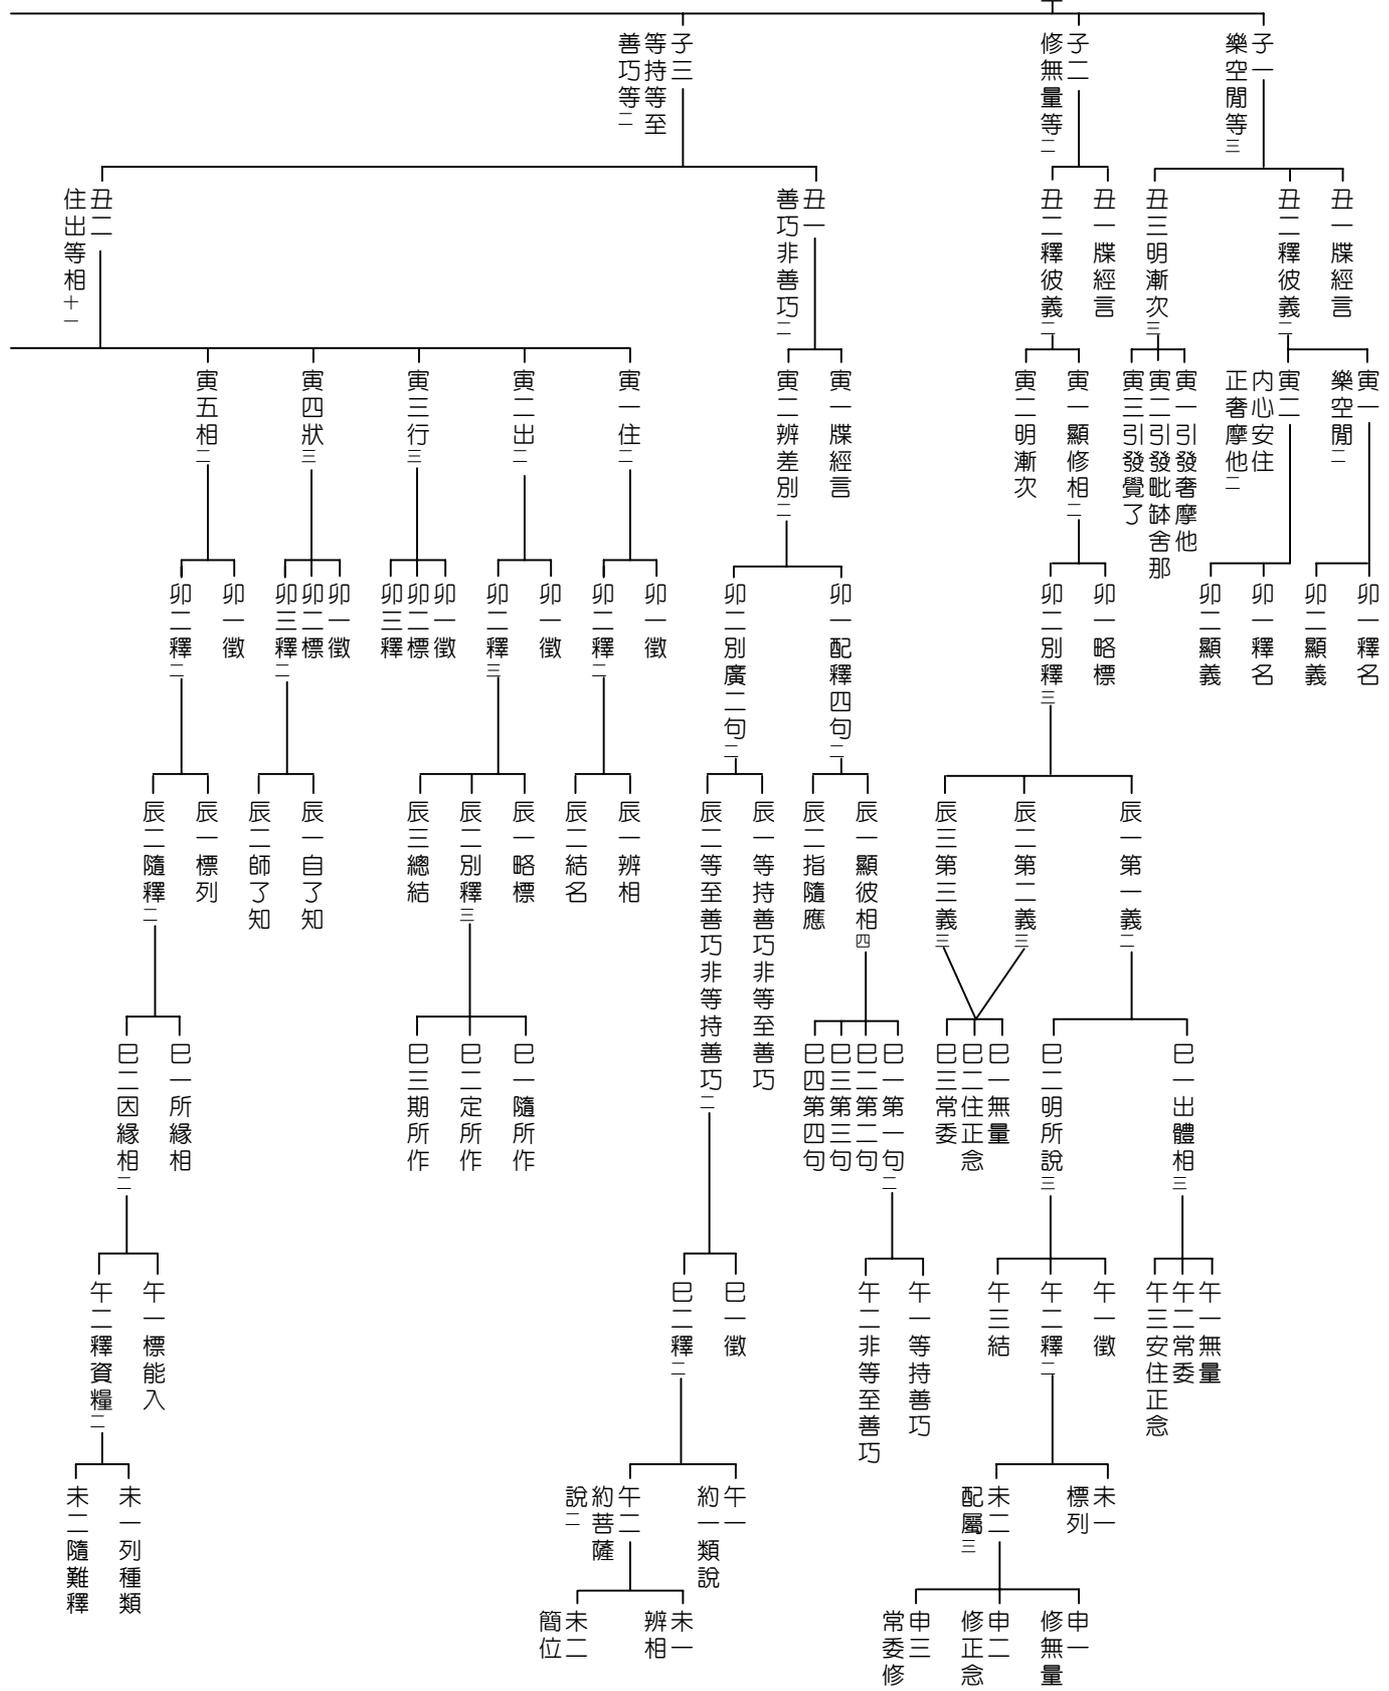 子一
樂空閒等三
子二
修無量等二
子三
等持等至
善巧等二
丑一牒經言
丑二釋彼義二
丑三明漸次三
丑一牒經言
丑二釋彼義二
丑一
善巧非善巧二
丑二
住出等相十一
寅一
樂空閒二
寅二
內心安住
正奢摩他二
寅一引發奢摩他
寅二引發毗鉢舍那
寅三引發覺了
寅一顯修相二
寅二明漸次
寅一牒經言
寅二辨差別二
寅一住二
寅二出二
寅三行三
寅四狀三
寅五相二
卯一釋名
卯二顯義
卯一釋名
卯二顯義
卯一略標
卯二別釋三
卯一配釋四句二
卯二別廣二句二
卯一徵
卯二釋二
卯一徵
卯二釋三
卯一徵
卯二標
卯三釋
卯一徵
卯二標
卯三釋二
卯一徵
卯二釋二
辰一第一義二
辰二第二義三
辰三第三義三
辰一顯彼相四
辰二指隨應
辰一等持善巧非等至善巧
辰二等至善巧非等持善巧二
辰一辨相
辰二結名
辰一略標
辰二別釋三
辰三總結
辰一自了知
辰二師了知
辰一標列
辰二隨釋二
巳一出體相三
巳二明所說三
巳一無量
巳二住正念
巳三常委
巳一第一句二
巳二第二句
巳三第三句
巳四第四句
巳一隨所作
巳二定所作
巳三期所作
巳一所緣相
巳二因緣相二
午一無量
午二常委
午三安住正念
午一徵
午二釋二
午三結
午一等持善巧
午二非等至善巧
巳一徵
巳二釋二
午一標能入
午二釋資糧二
未一
標列
未二
配屬三
午一
約一類說
午二
約菩薩
說二
未一列種類
未二隨難釋
申一
修無量
申二
修正念
申三
常委修
未一
辨相
未二
簡位